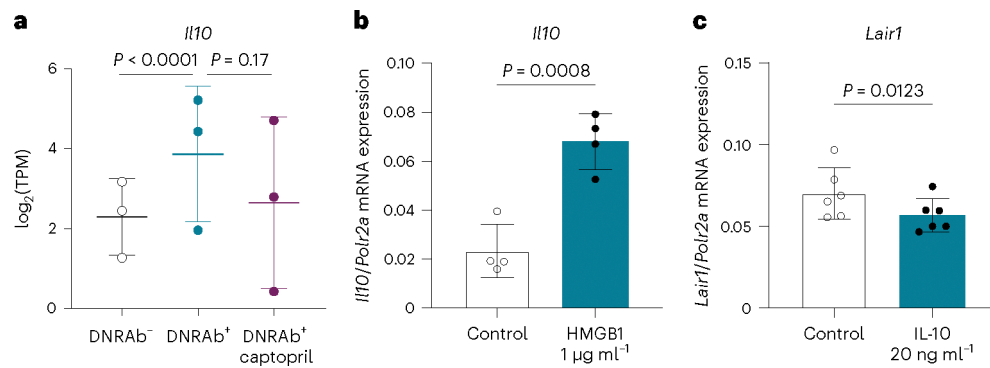 a
Il10
P < 0.0001
P = 0.17
6
4
2
0
log2(TPM)
DNRAb⁻
DNRAb⁺
DNRAb⁺
captopril
b
Il10
P = 0.0008
0.10
0.08
0.06
0.04
0.02
0
Il10/Polr2a mRNA expression
Control
HMGB1
1 µg ml⁻¹
c
Lair1
P = 0.0123
0.15
0.10
0.05
0
Lair1/Polr2a mRNA expression
Control
IL-10
20 ng ml⁻¹